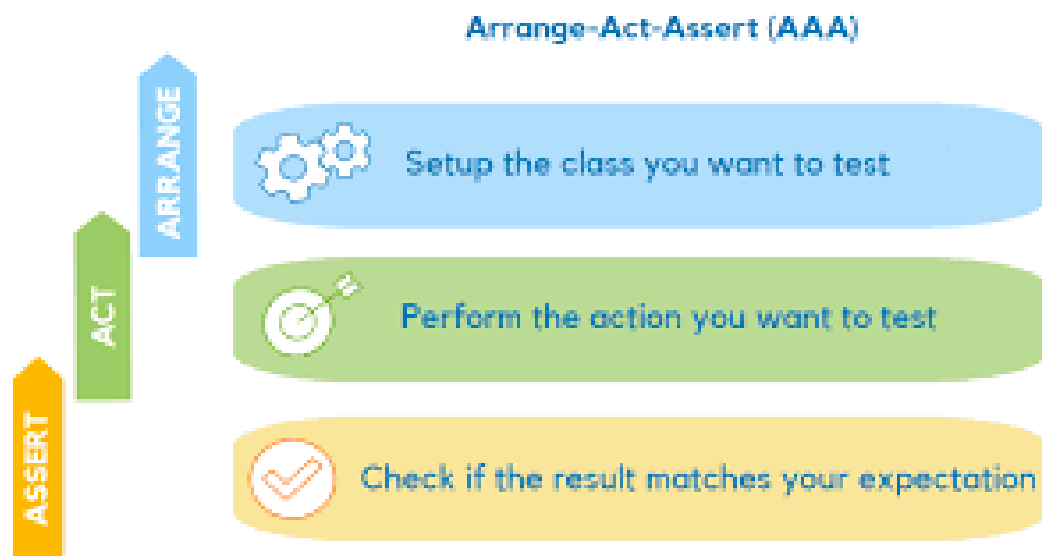 Arrange-Act-Assert (AAA)
ARRANGE
Setup the class you want to test
ACT
Perform the action you want to test
ASSERT
Check if the result matches your expectation